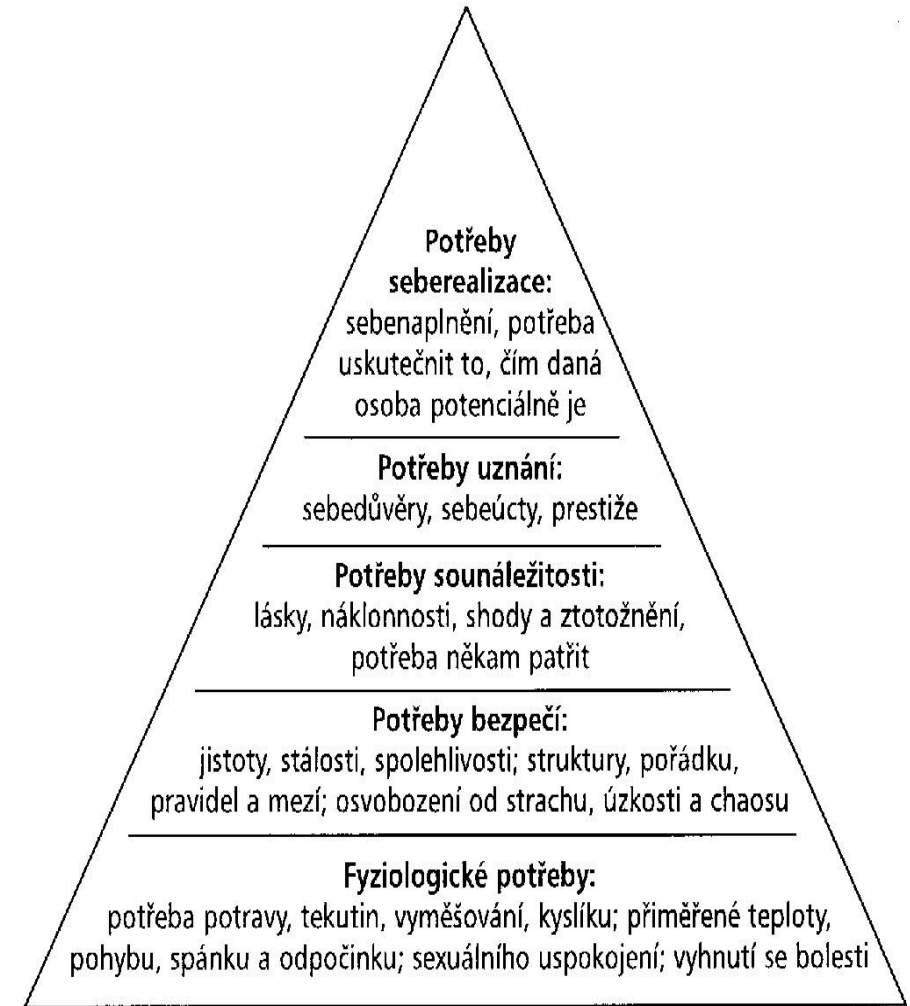 Potřeby
seberealizace:
sebenaplnění, potřeba
uskutečnit to, čím daná
osoba potenciálně je
Potřeby uznání:
sebedůvěry, sebeúcty, prestiže
Potřeby sounáležitosti:
lásky, náklonnosti, shody a ztotožnění,
potřeba někam patřit
Potřeby bezpečí:
jistoty, stálosti, spolehlivosti; struktury, pořádku,
pravidel a mezí; osvobození od strachu, úzkosti a chaosu
Fyziologické potřeby:
potřeba potravy, tekutin, vyměšování, kyslíku; přiměřené teploty,
pohybu, spánku a odpočinku; sexuálního uspokojení; vyhnutí se bolesti